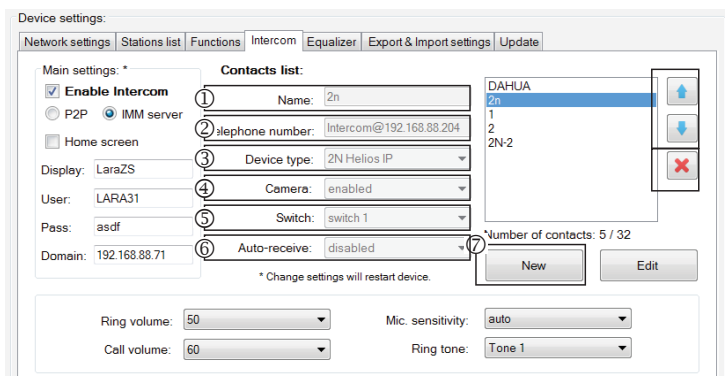 Device settings:
Network settings Stations list Functions Intercom Equalizer Export & Import settings Update
Main settings: *
Enable Intercom
P2P IMM server
Home screen
Display: LaraZS
User: LARA31
Pass: asdf
Domain: 192.168.88.71
Contacts list:
① Name: 2n
② elephone number: Intercom@192.168.88.204
③ Device type: 2N Helios IP
④ Camera: enabled
⑤ Switch: switch 1
⑥ Auto-receive: disabled
* Change settings will restart device.
DAHUA
2n
1
2
2N-2
Number of contacts: 5 / 32
⑦ New Edit
Ring volume: 50 Mic. sensitivity: auto
Call volume: 60 Ring tone: Tone 1